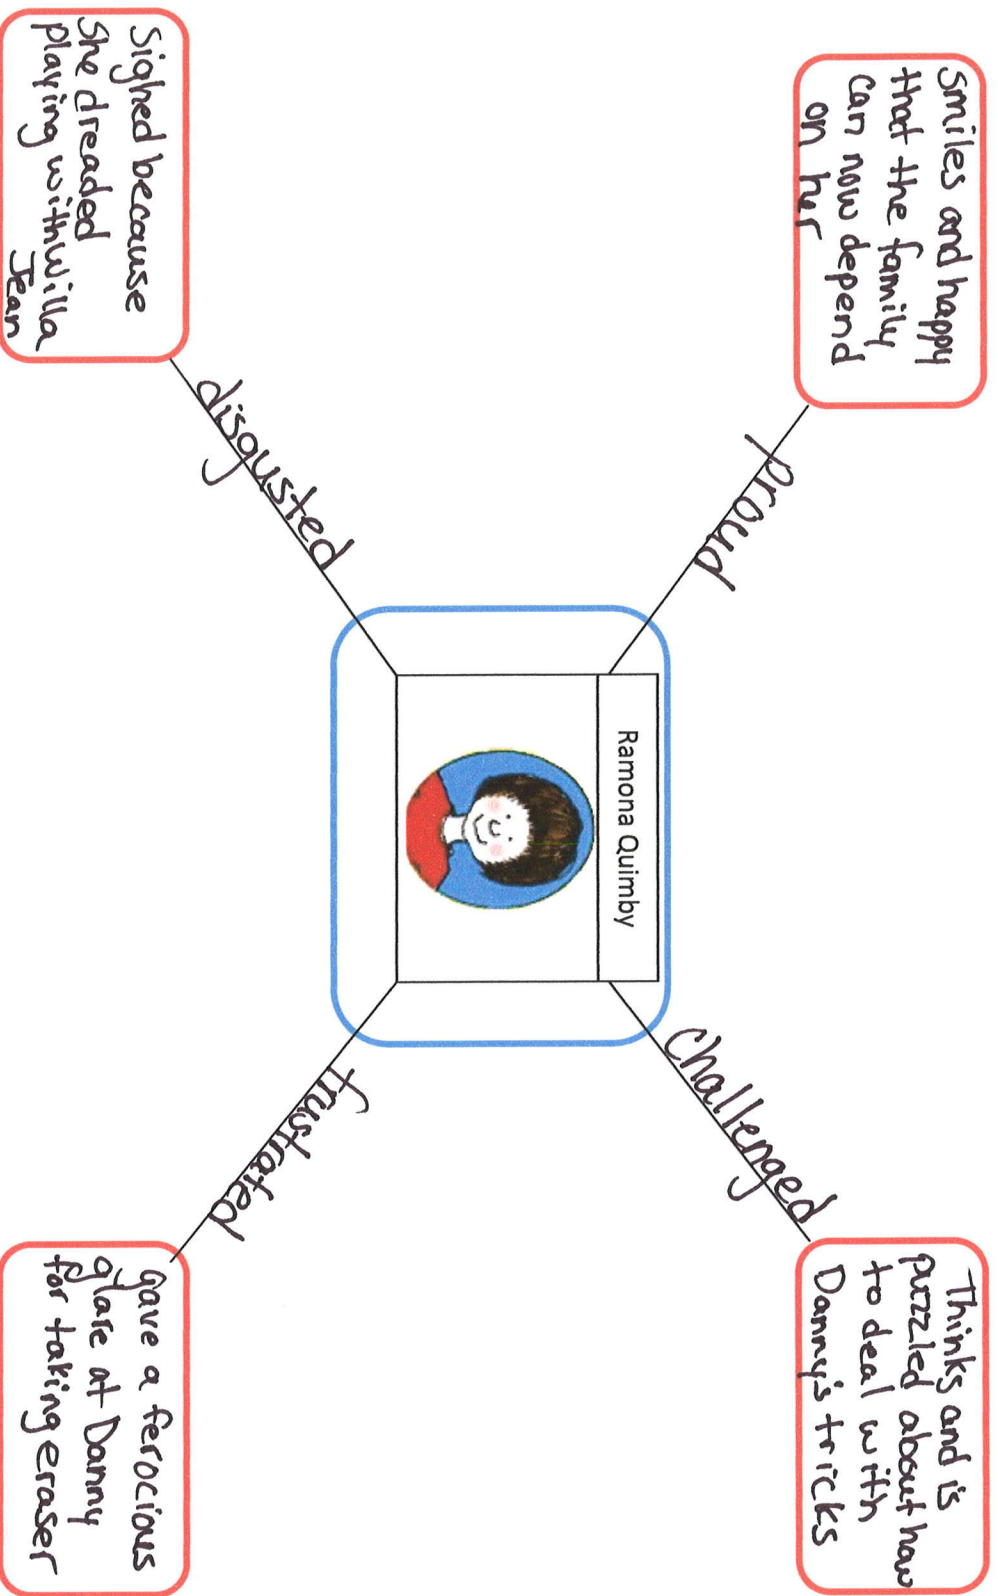 smiles and happy
that the family
can now depend
on her
proud
Ramona Quimby
challenged
Thinks and is
puzzled about how
to deal with
Danny's tricks
disgusted
Sighed because
She dreaded
playing with Willa
Jean
frustrated
gave a ferocious
glare at Danny
for taking eraser